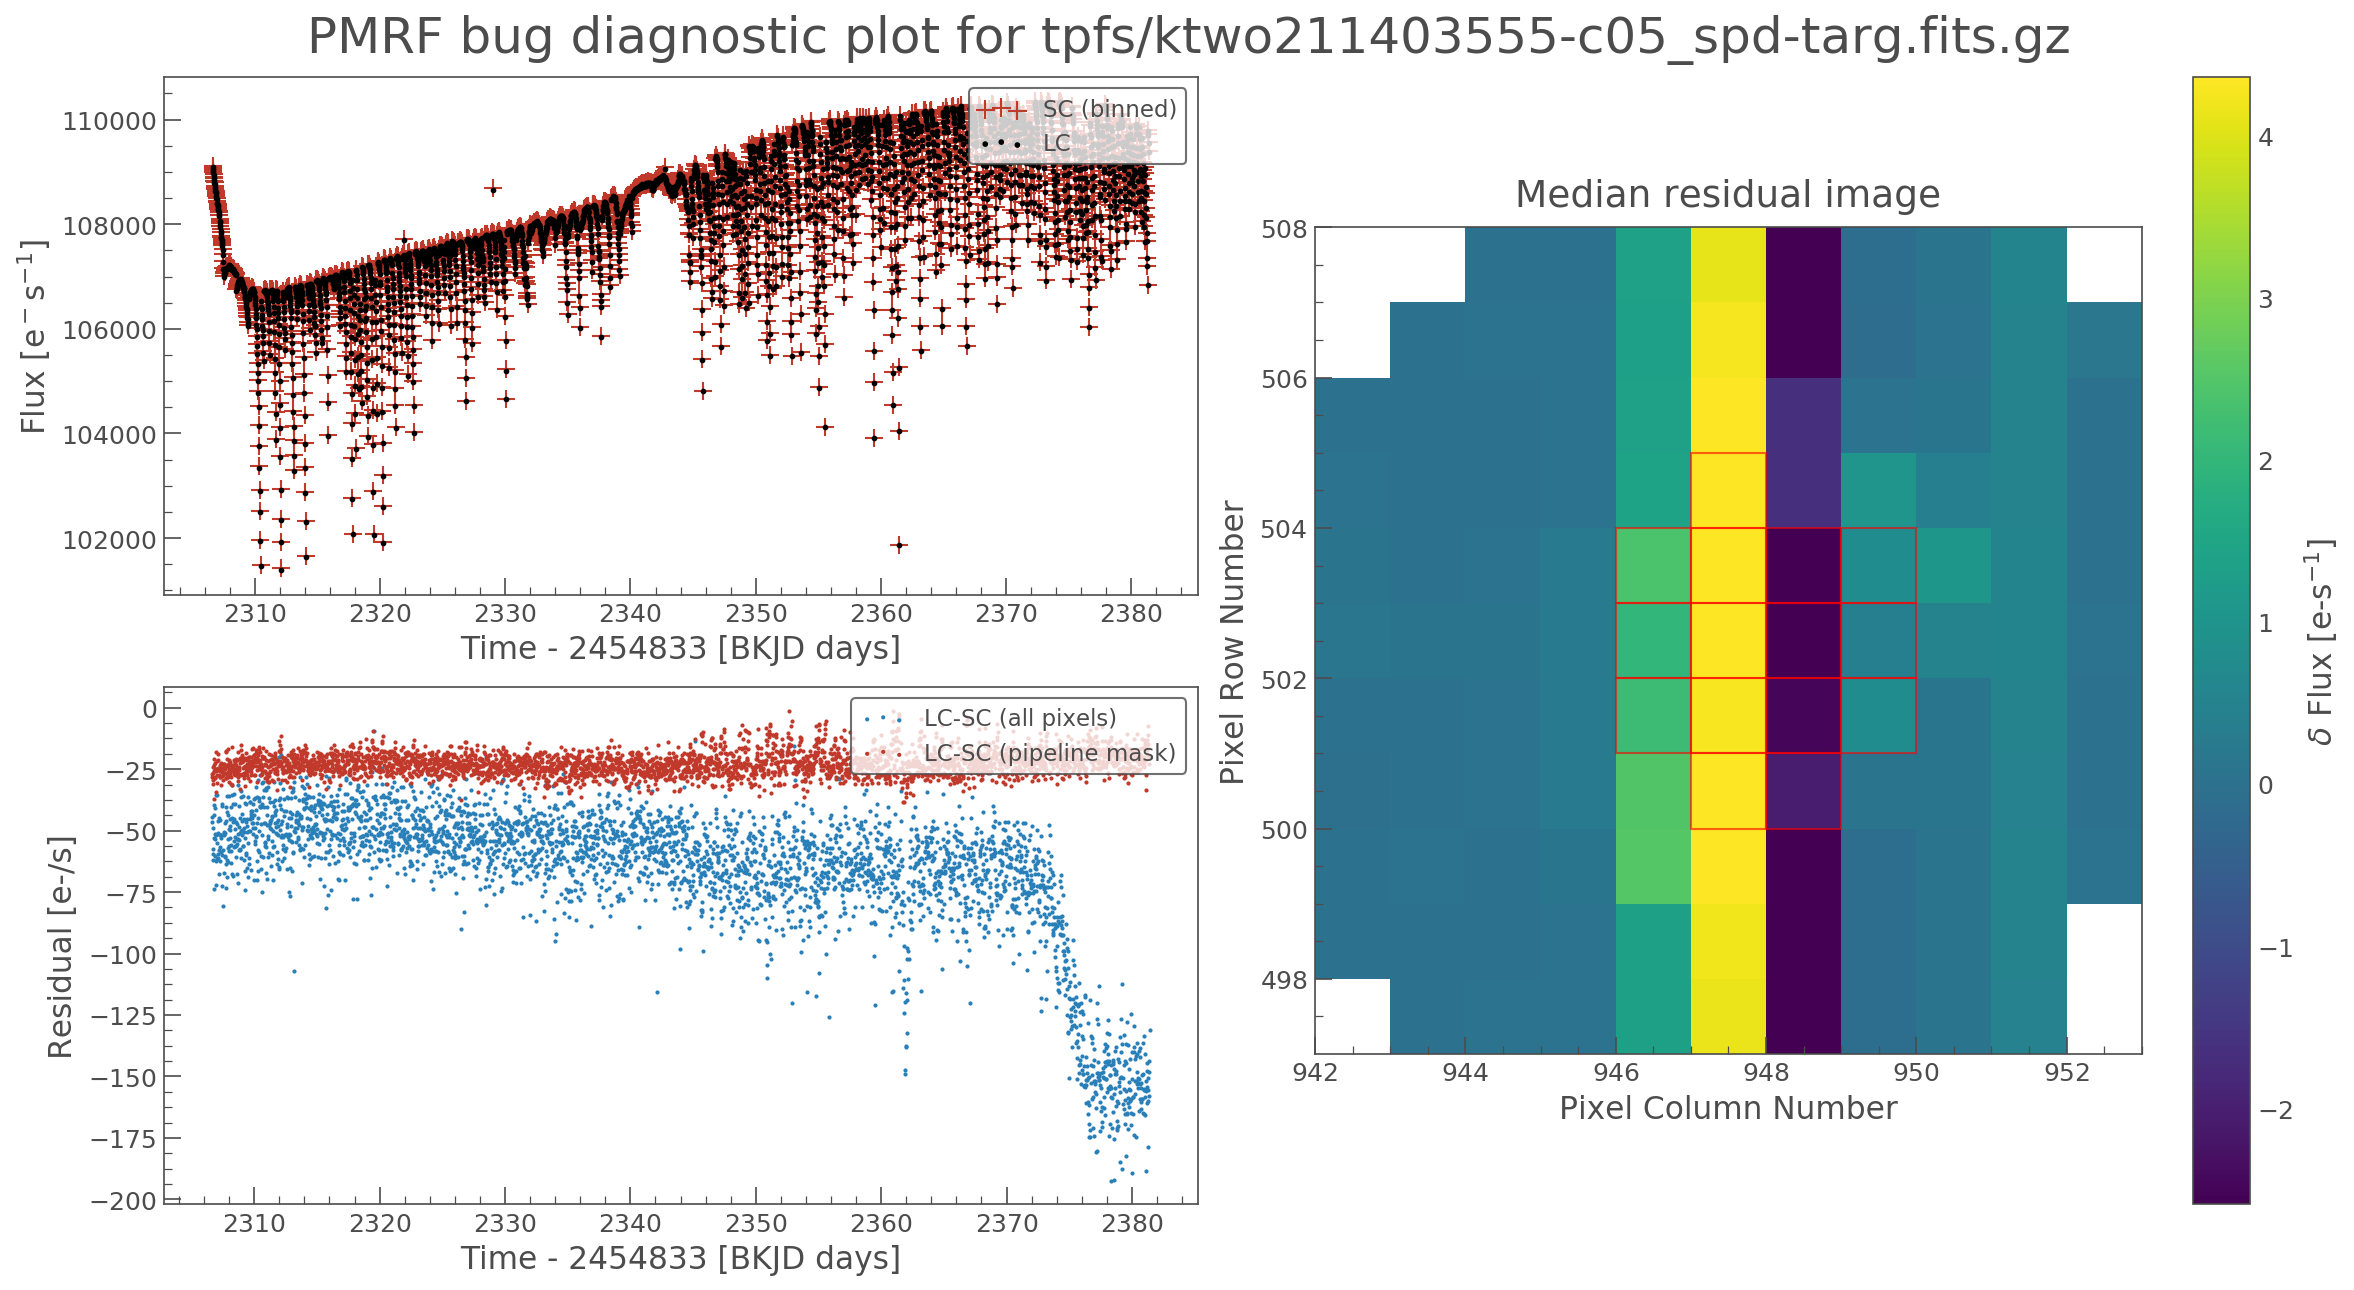 PMRF bug diagnostic plot for tpfs/ktwo211403555-c05_spd-targ.fits.gz
SC (binned)
LC
110000
108000
106000
104000
102000
Flux [e⁻ s⁻¹]
2310 2320 2330 2340 2350 2360 2370 2380
Time - 2454833 [BKJD days]
LC-SC (all pixels)
LC-SC (pipeline mask)
0
−25
−50
−75
−100
−125
−150
−175
−200
Residual [e-/s]
2310 2320 2330 2340 2350 2360 2370 2380
Time - 2454833 [BKJD days]
Median residual image
508
506
504
502
500
498
Pixel Row Number
942 944 946 948 950 952
Pixel Column Number
4
3
2
1
0
−1
−2
δ Flux [e-s⁻¹]